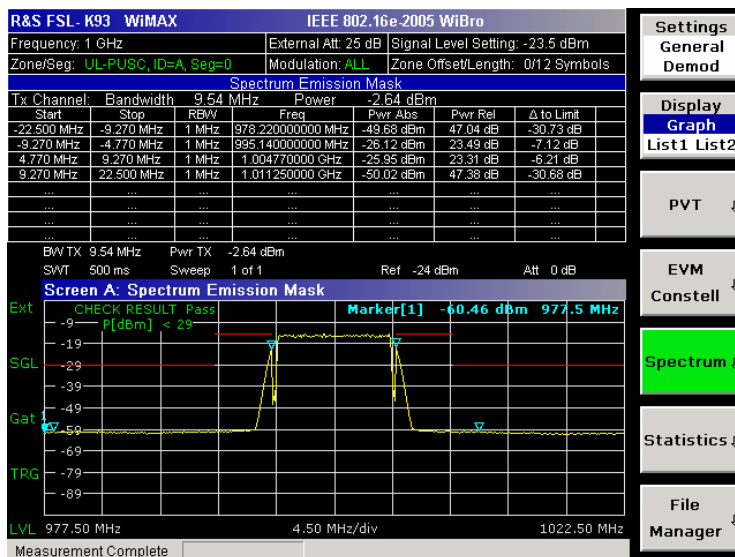 R&S FSL-K93 WiMAX IEEE 802.16e-2005 WiBro
Frequency: 1 GHz External Att: 25 dB Signal Level Setting: -23.5 dBm
Zone/Seg: UL-PUSC, ID=A, Seg=0 Modulation: ALL Zone Offset/Length: 0/12 Symbols
Spectrum Emission Mask
Tx Channel: Bandwidth 9.54 MHz Power -2.64 dBm
Start Stop RBW Freq Pwr Abs Pwr Rel Δ to Limit
-22.500 MHz -9.270 MHz 1 MHz 978.220000000 MHz -49.68 dBm 47.04 dB -30.73 dB
-9.270 MHz -4.770 MHz 1 MHz 995.140000000 MHz -26.12 dBm 23.49 dB -7.12 dB
4.770 MHz 9.270 MHz 1 MHz 1.004770000 GHz -25.95 dBm 23.31 dB -6.21 dB
9.270 MHz 22.500 MHz 1 MHz 1.011250000 GHz -50.02 dBm 47.38 dB -30.68 dB
... ... ... ... ... ... ...
... ... ... ... ... ... ...
... ... ... ... ... ... ...
... ... ... ... ... ... ...
BW TX 9.54 MHz Pwr TX -2.64 dBm
SWT 500 ms Sweep 1 of 1 Ref -24 dBm Att 0 dB
Screen A: Spectrum Emission Mask
Ext CHECK RESULT Pass Marker[1] -60.46 dBm 977.5 MHz
-9 P[dBm] < 29
-19
SGL -29
-39
-49
Gat 1
-59
-69
TRG -79
-89
LVL 977.50 MHz 4.50 MHz/div 1022.50 MHz
Measurement Complete
Settings
General
Demod
Display
Graph
List1 List2
PVT
EVM
Constell
Spectrum
Statistics
File
Manager